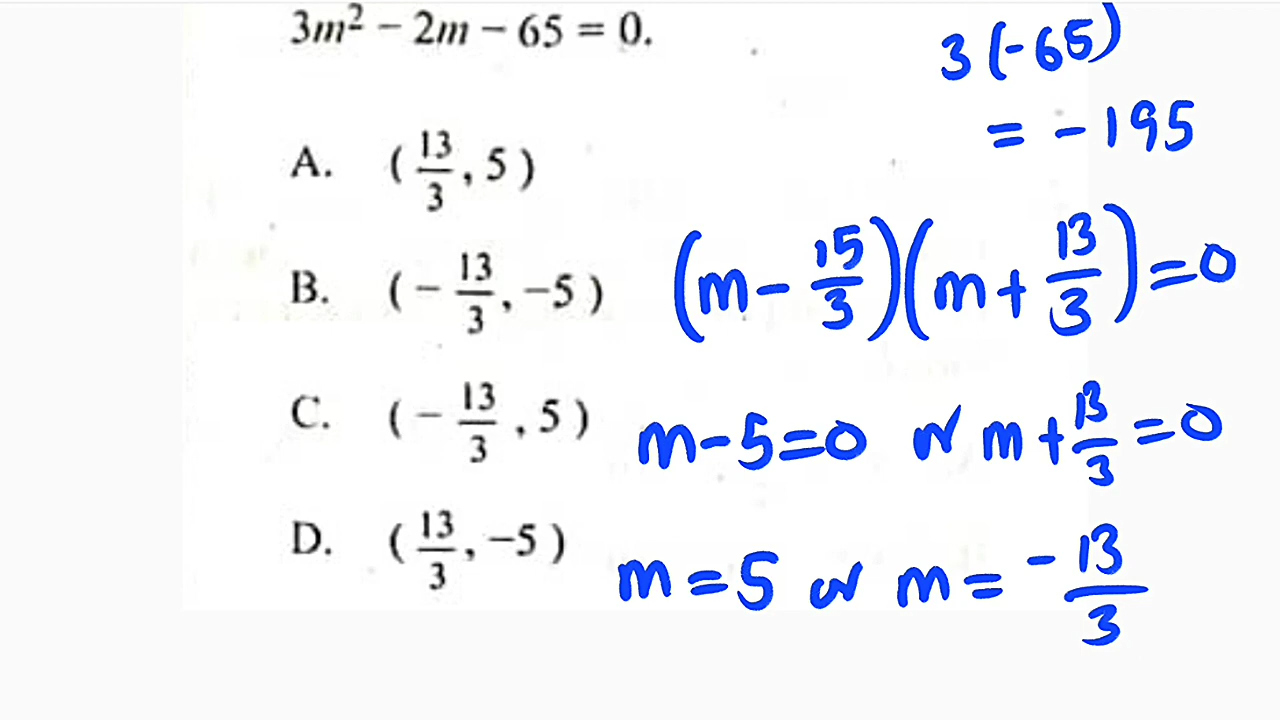 3m² − 2m − 65 = 0.
A. ( 13/3 , 5 )
B. ( − 13/3 , −5 )
C. ( − 13/3 , 5 )
D. ( 13/3 , −5 )
3(-65)
= -195
(m - 15/3)(m + 13/3) = 0
m - 5 = 0 or m + 13/3 = 0
m = 5 or m = -13/3